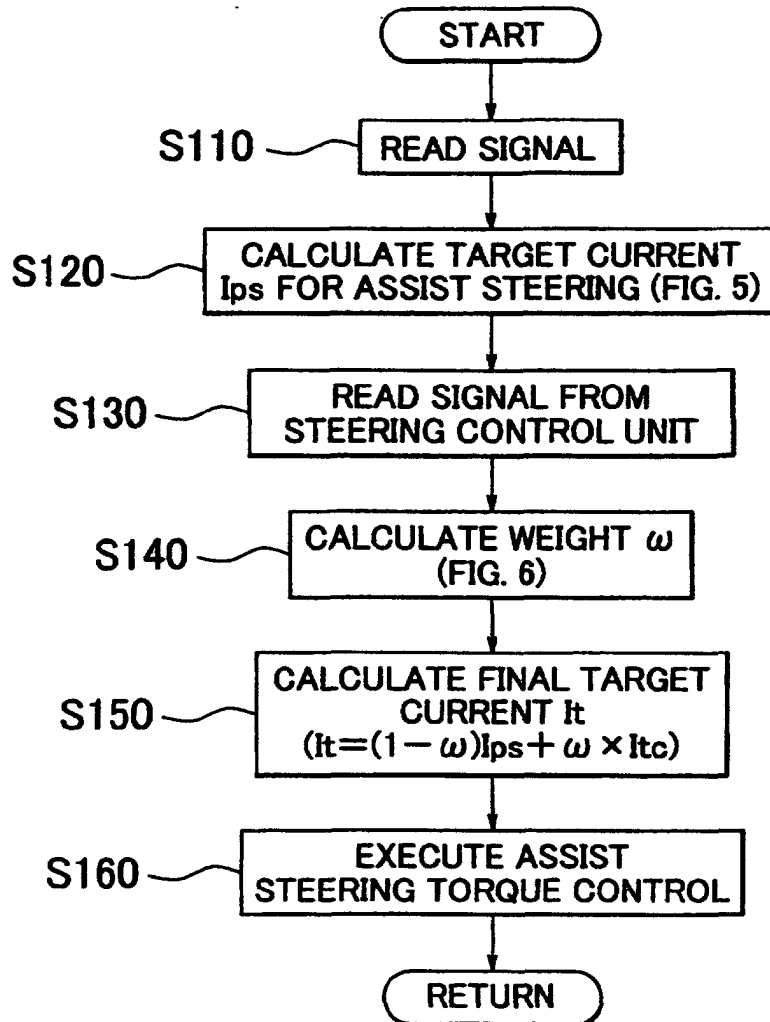 START
S110
READ SIGNAL
S120
CALCULATE TARGET CURRENT
Ips FOR ASSIST STEERING (FIG. 5)
S130
READ SIGNAL FROM
STEERING CONTROL UNIT
S140
CALCULATE WEIGHT ω
(FIG. 6)
S150
CALCULATE FINAL TARGET
CURRENT It
(It=(1−ω)Ips+ω×Itc)
S160
EXECUTE ASSIST
STEERING TORQUE CONTROL
RETURN